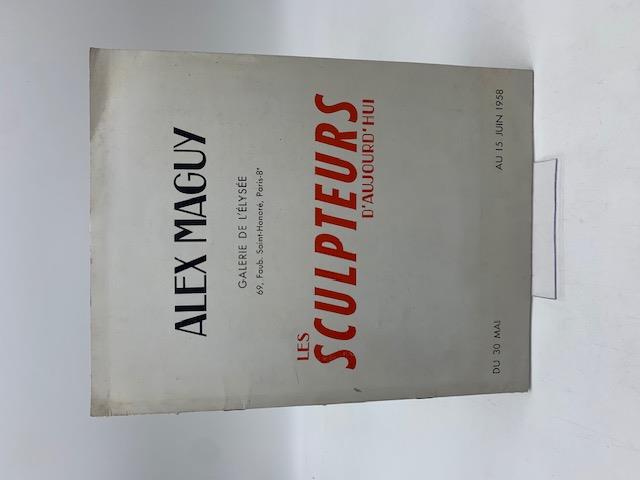 ALEX MAGUY
GALERIE DE L'ÉLYSÉE
69, Faub. Saint-Honoré, Paris-8e
LES
SCULPTEURS
D'AUJOURD'HUI
DU 30 MAI AU 15 JUIN 1958